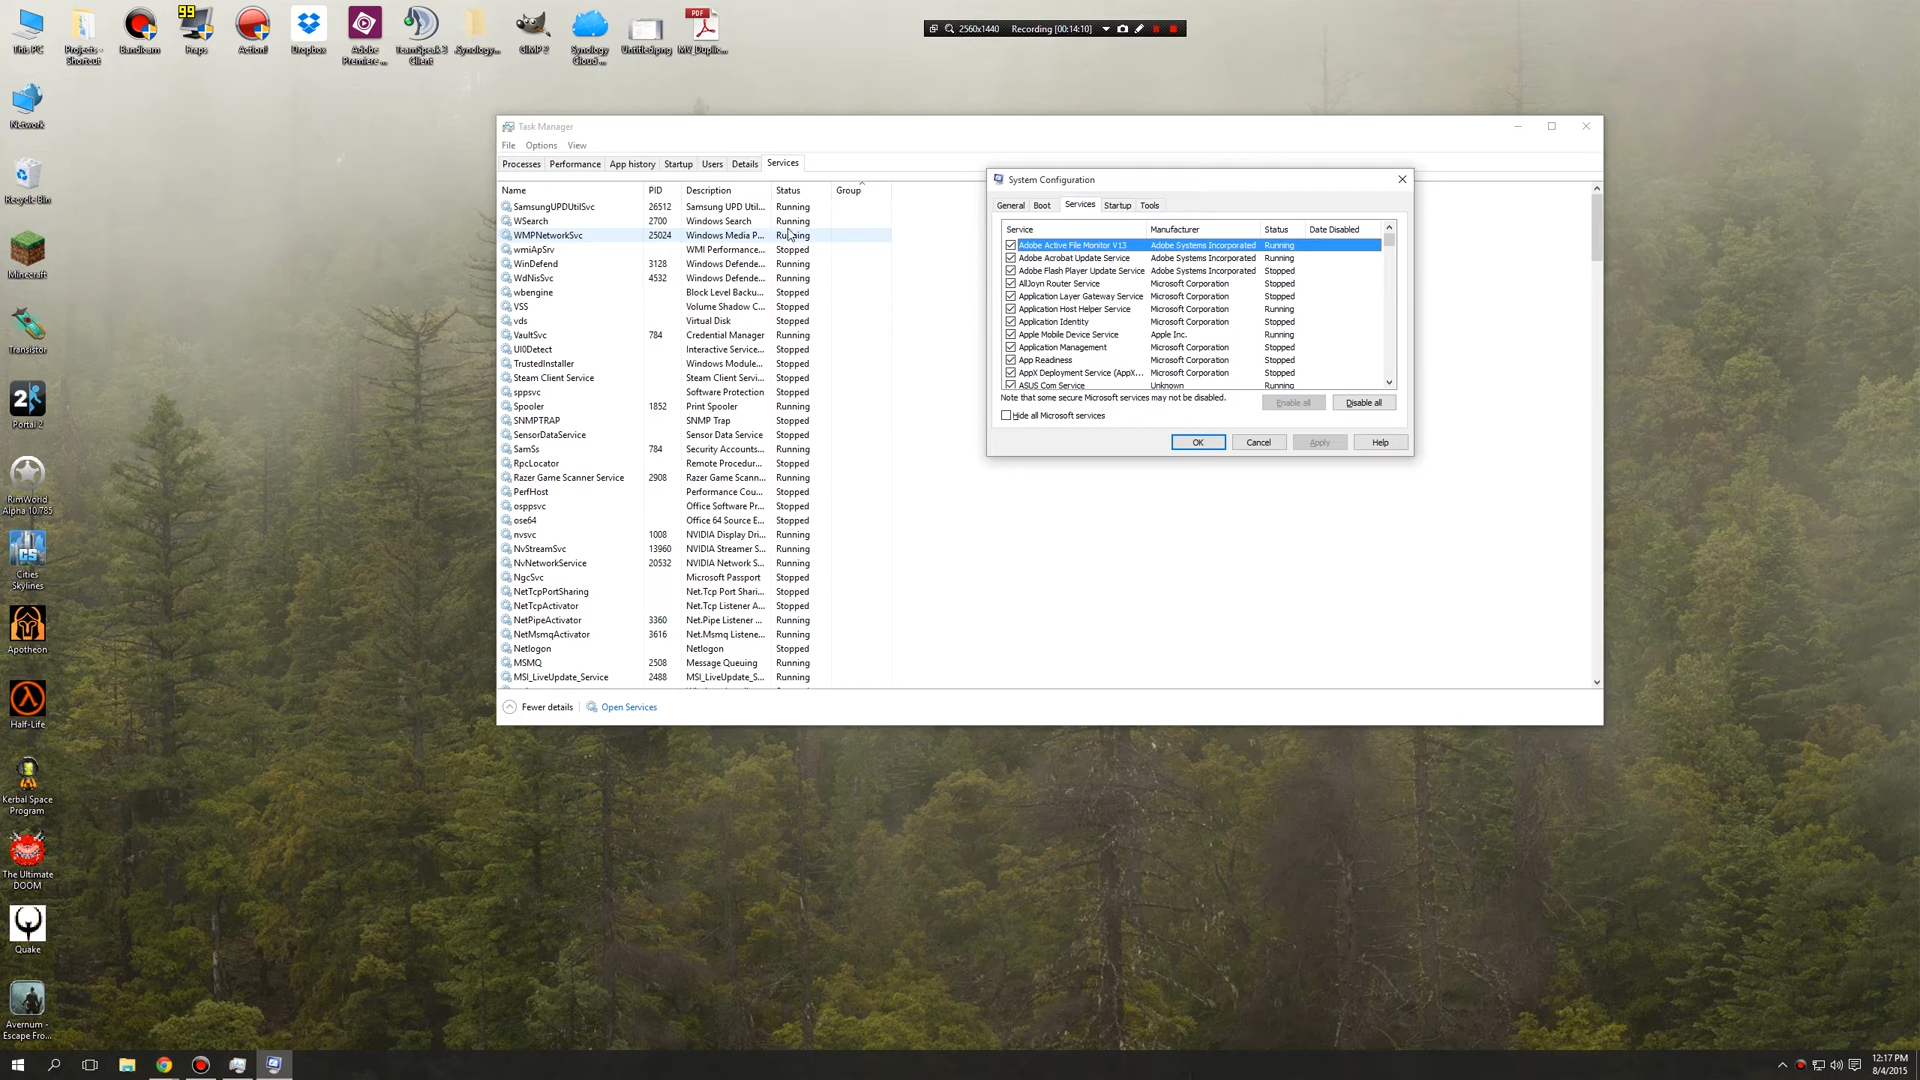 This PC
Projects - Shortcut
Bandicam
99
Fraps
Action!
Dropbox
Adobe Premiere ...
TeamSpeak 3 Client
.Synology...
GIMP 2
Synology Cloud ...
Untitled.png
PDF
MV_Duplic...
2560x1440 Recording [00:14:10]
Network
Recycle Bin
Minecraft
Transistor
Portal 2
RimWorld Alpha 10.785
CS
Cities Skylines
Apotheon
Half-Life
Kerbal Space Program
The Ultimate DOOM
Quake
Avernum - Escape Fro...
Task Manager
File Options View
Processes Performance App history Startup Users Details Services
Name PID Description Status Group
SamsungUPDUtilSvc 26512 Samsung UPD Util... Running
WSearch 2700 Windows Search Running
WMPNetworkSvc 25024 Windows Media P... Running
wmiApSrv WMI Performance... Stopped
WinDefend 3128 Windows Defende... Running
WdNisSvc 4532 Windows Defende... Running
wbengine Block Level Backu... Stopped
VSS Volume Shadow C... Stopped
vds Virtual Disk Stopped
VaultSvc 784 Credential Manager Running
UI0Detect Interactive Service... Stopped
TrustedInstaller Windows Module... Stopped
Steam Client Service Steam Client Servi... Stopped
sppsvc Software Protection Stopped
Spooler 1852 Print Spooler Running
SNMPTRAP SNMP Trap Stopped
SensorDataService Sensor Data Service Stopped
SamSs 784 Security Accounts... Running
RpcLocator Remote Procedur... Stopped
Razer Game Scanner Service 2908 Razer Game Scann... Running
PerfHost Performance Cou... Stopped
osppsvc Office Software Pr... Stopped
ose64 Office 64 Source E... Stopped
nvsvc 1008 NVIDIA Display Dri... Running
NvStreamSvc 13960 NVIDIA Streamer S... Running
NvNetworkService 20532 NVIDIA Network S... Running
NgcSvc Microsoft Passport Stopped
NetTcpPortSharing Net.Tcp Port Shari... Stopped
NetTcpActivator Net.Tcp Listener A... Stopped
NetPipeActivator 3360 Net.Pipe Listener ... Running
NetMsmqActivator 3616 Net.Msmq Listene... Running
Netlogon Netlogon Stopped
MSMQ 2508 Message Queuing Running
MSI_LiveUpdate_Service 2488 MSI_LiveUpdate_S... Running
Fewer details Open Services
System Configuration
General Boot Services Startup Tools
Service Manufacturer Status Date Disabled
Adobe Active File Monitor V13 Adobe Systems Incorporated Running
Adobe Acrobat Update Service Adobe Systems Incorporated Running
Adobe Flash Player Update Service Adobe Systems Incorporated Stopped
AllJoyn Router Service Microsoft Corporation Stopped
Application Layer Gateway Service Microsoft Corporation Stopped
Application Host Helper Service Microsoft Corporation Running
Application Identity Microsoft Corporation Stopped
Apple Mobile Device Service Apple Inc. Running
Application Management Microsoft Corporation Stopped
App Readiness Microsoft Corporation Stopped
AppX Deployment Service (AppX... Microsoft Corporation Stopped
ASUS Com Service Unknown Running
Note that some secure Microsoft services may not be disabled.
Enable all Disable all
Hide all Microsoft services
OK Cancel Apply Help
12:17 PM
8/4/2015